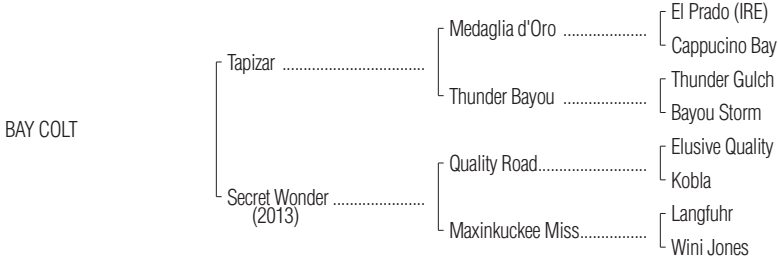 El Prado (IRE)
Medaglia d'Oro ....................
Cappucino Bay
Tapizar ..................................
Thunder Gulch
Thunder Bayou ....................
Bayou Storm
BAY COLT
Elusive Quality
Quality Road..........................
Kobla
Secret Wonder ......................
(2013)
Langfuhr
Maxinkuckee Miss................
Wini Jones